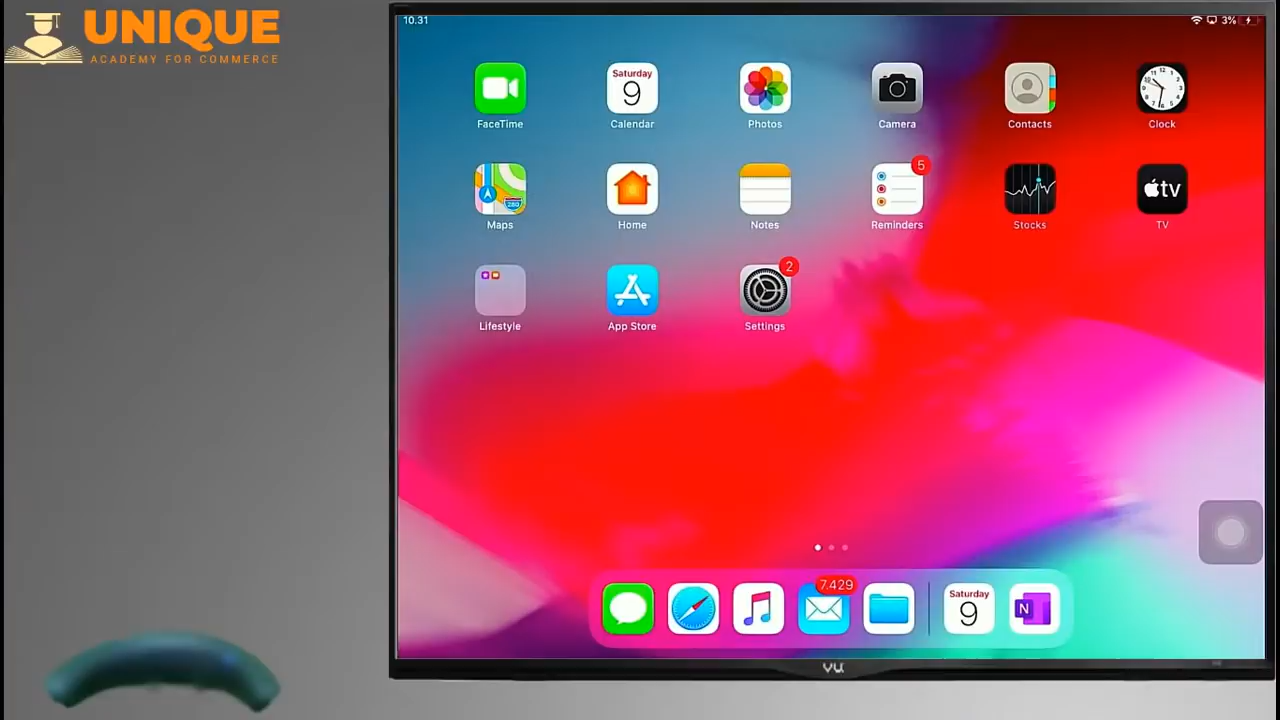 UNIQUE
ACADEMY FOR COMMERCE
10.31
3%
Saturday
9
FaceTime
Calendar
Photos
Camera
Contacts
Clock
280
5
tv
Maps
Home
Notes
Reminders
Stocks
TV
2
Lifestyle
App Store
Settings
7.429
Saturday
9
N
VU